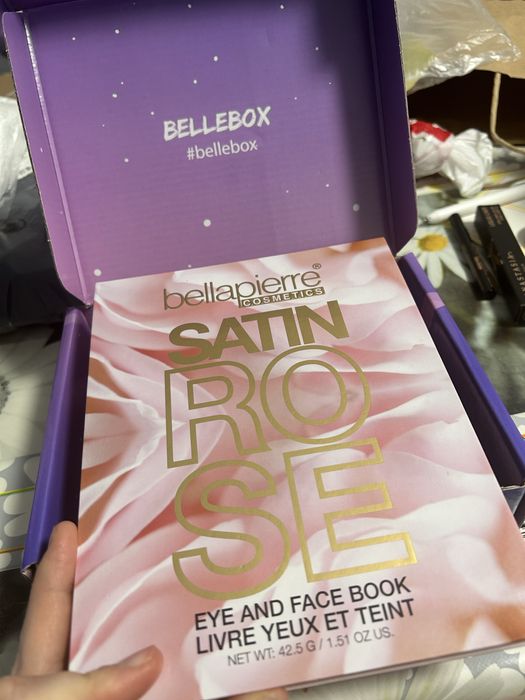 BELLEBOX
#bellebox
bellapierre®
COSMETICS
SATIN
RO
SE
EYE AND FACE BOOK
LIVRE YEUX ET TEINT
NET WT: 42.5 G / 1.51 OZ US.